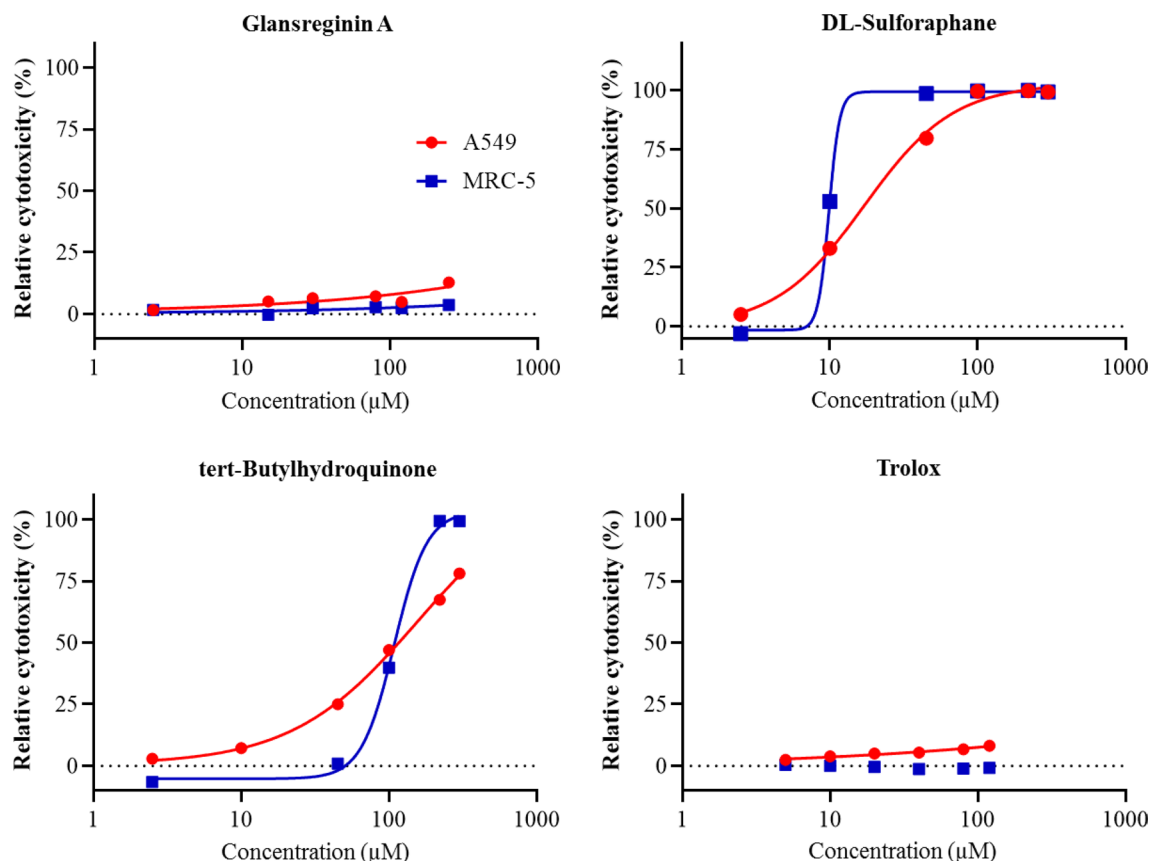 Glansreginin A
Relative cytotoxicity (%)
100
75
50
25
0
A549
MRC-5
1
10
100
1000
Concentration (µM)
DL-Sulforaphane
Relative cytotoxicity (%)
100
75
50
25
0
1
10
100
1000
Concentration (µM)
tert-Butylhydroquinone
Relative cytotoxicity (%)
100
75
50
25
0
1
10
100
1000
Concentration (µM)
Trolox
Relative cytotoxicity (%)
100
75
50
25
0
1
10
100
1000
Concentration (µM)